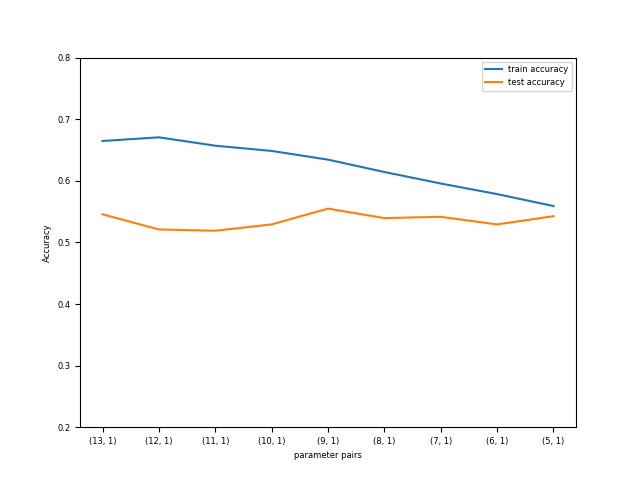 0.8
train accuracy
test accuracy
0.7
0.6
0.5
0.4
0.3
0.2
Accuracy
(13, 1) (12, 1) (11, 1) (10, 1) (9, 1) (8, 1) (7, 1) (6, 1) (5, 1)
parameter pairs